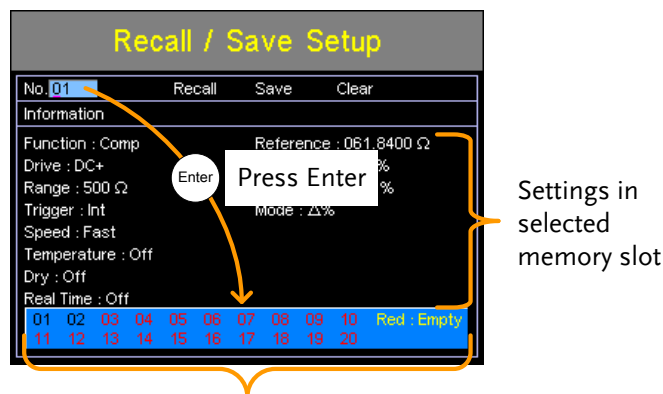 Recall / Save Setup
No. 01 Recall Save Clear
Information
Function : Comp Reference : 061.8400 Ω
Drive : DC+ %
Range : 500 Ω %
Trigger : Int Mode : Δ%
Speed : Fast
Temperature : Off
Dry : Off
Real Time : Off
Enter
Press Enter
Settings in
selected
memory slot
01 02 03 04 05 06 07 08 09 10 Red : Empty
11 12 13 14 15 16 17 18 19 20